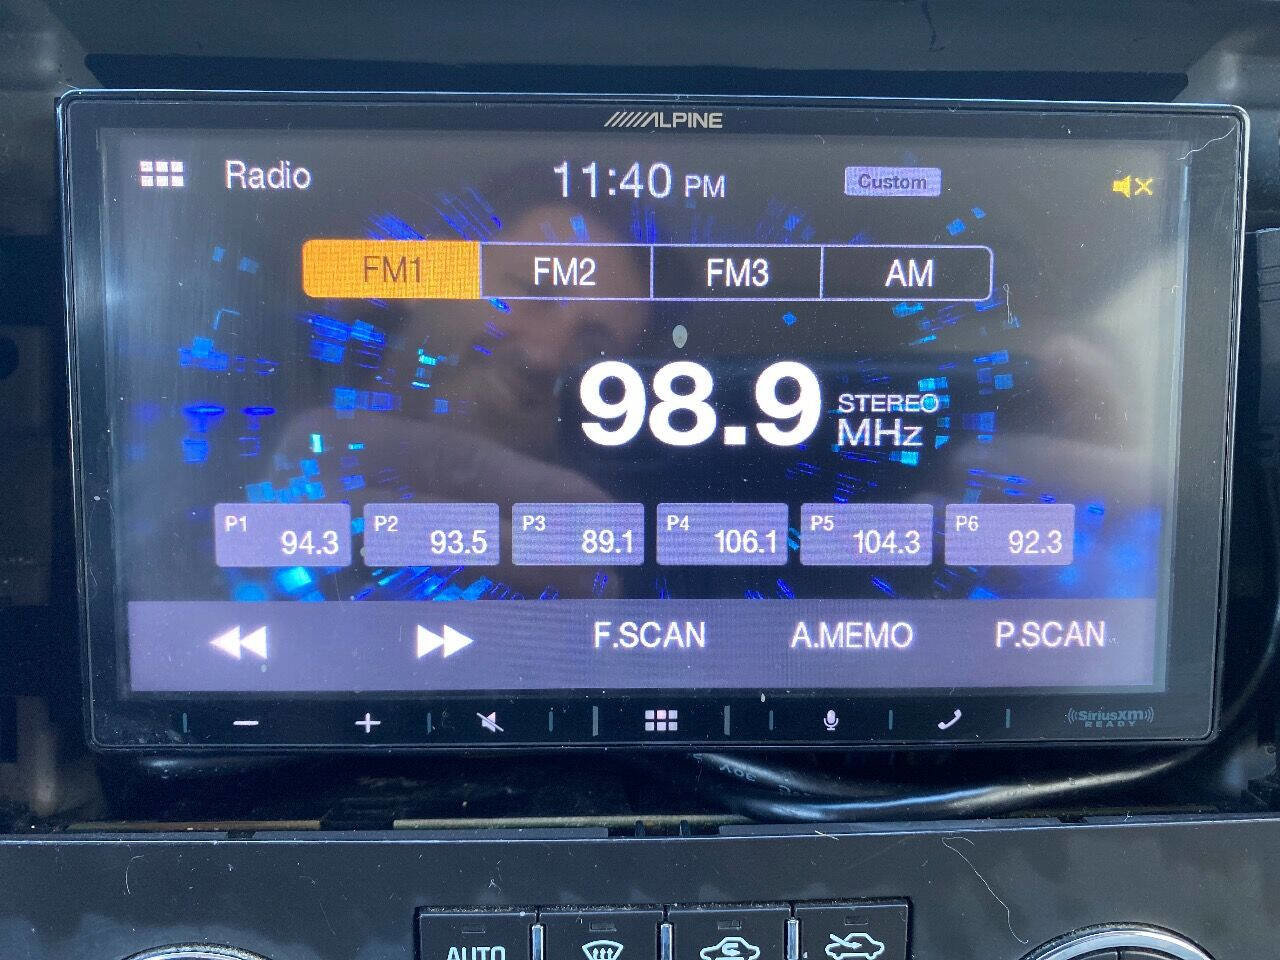 ALPINE
Radio
11:40 PM
Custom
FM1
FM2
FM3
AM
98.9
STEREO
MHz
P1
94.3
P2
93.5
P3
89.1
P4
106.1
P5
104.3
P6
92.3
F.SCAN
A.MEMO
P.SCAN
SiriusXM
READY
AUTO